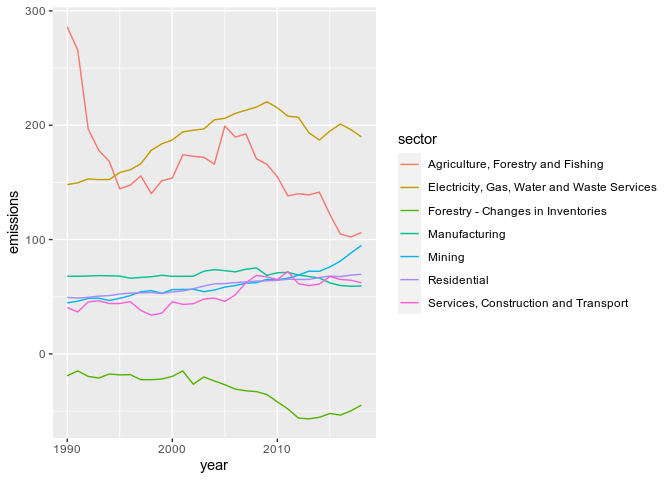 300
200
100
0
emissions
1990 2000 2010
year
sector
Agriculture, Forestry and Fishing
Electricity, Gas, Water and Waste Services
Forestry - Changes in Inventories
Manufacturing
Mining
Residential
Services, Construction and Transport